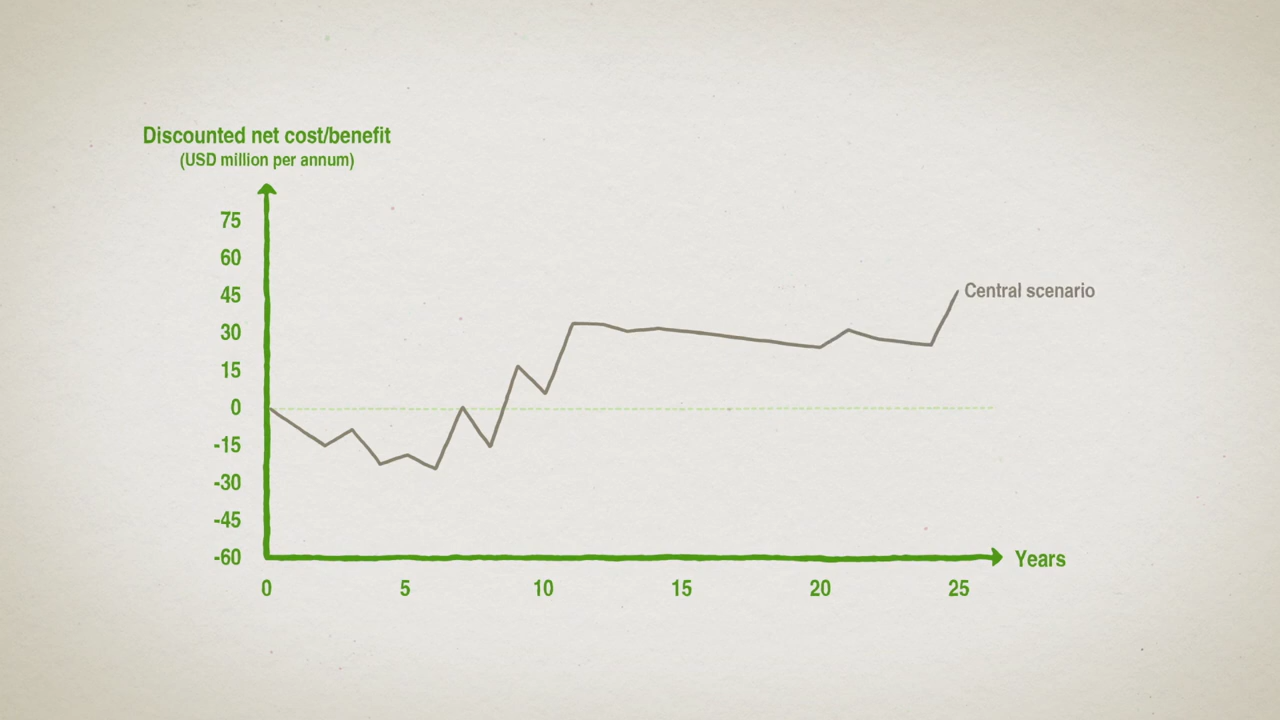 Discounted net cost/benefit
(USD million per annum)
75
60
45
30
15
0
-15
-30
-45
-60
Central scenario
0 5 10 15 20 25
Years